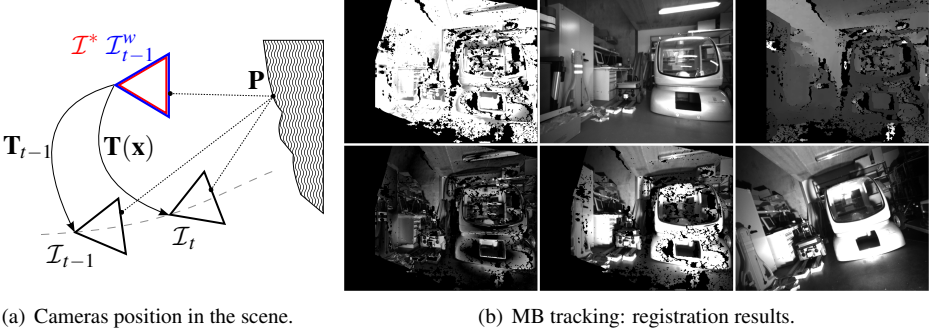 I* I^w_{t−1}
P
T_{t−1} T(x)
I_t
I_{t−1}
(a) Cameras position in the scene.
(b) MB tracking: registration results.